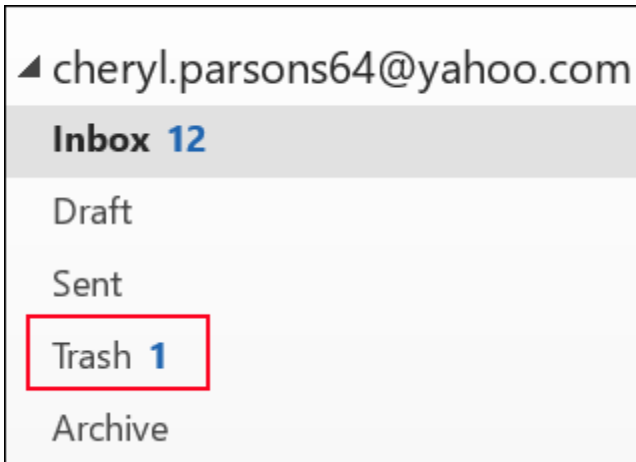 cheryl.parsons64@yahoo.com
Inbox 12
Draft
Sent
Trash 1
Archive